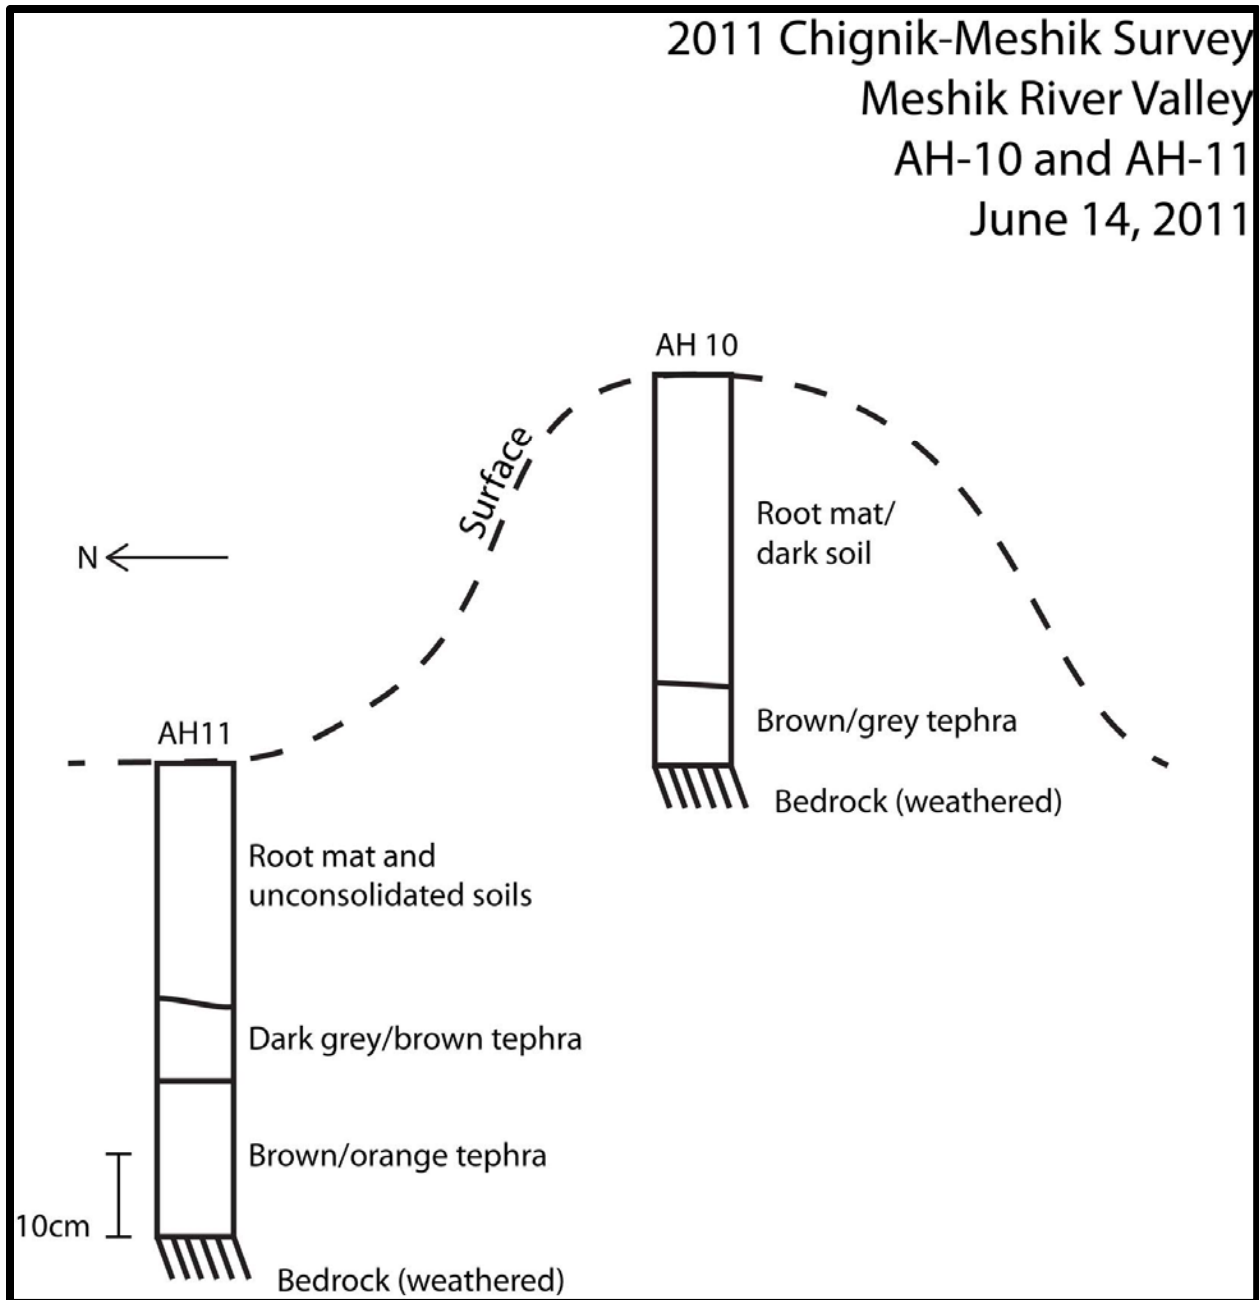 2011 Chignik-Meshik Survey
Meshik River Valley
AH-10 and AH-11
June 14, 2011
AH 10
Surface
Root mat/
dark soil
N
Brown/grey tephra
AH11
Bedrock (weathered)
Root mat and
unconsolidated soils
Dark grey/brown tephra
Brown/orange tephra
10cm
Bedrock (weathered)